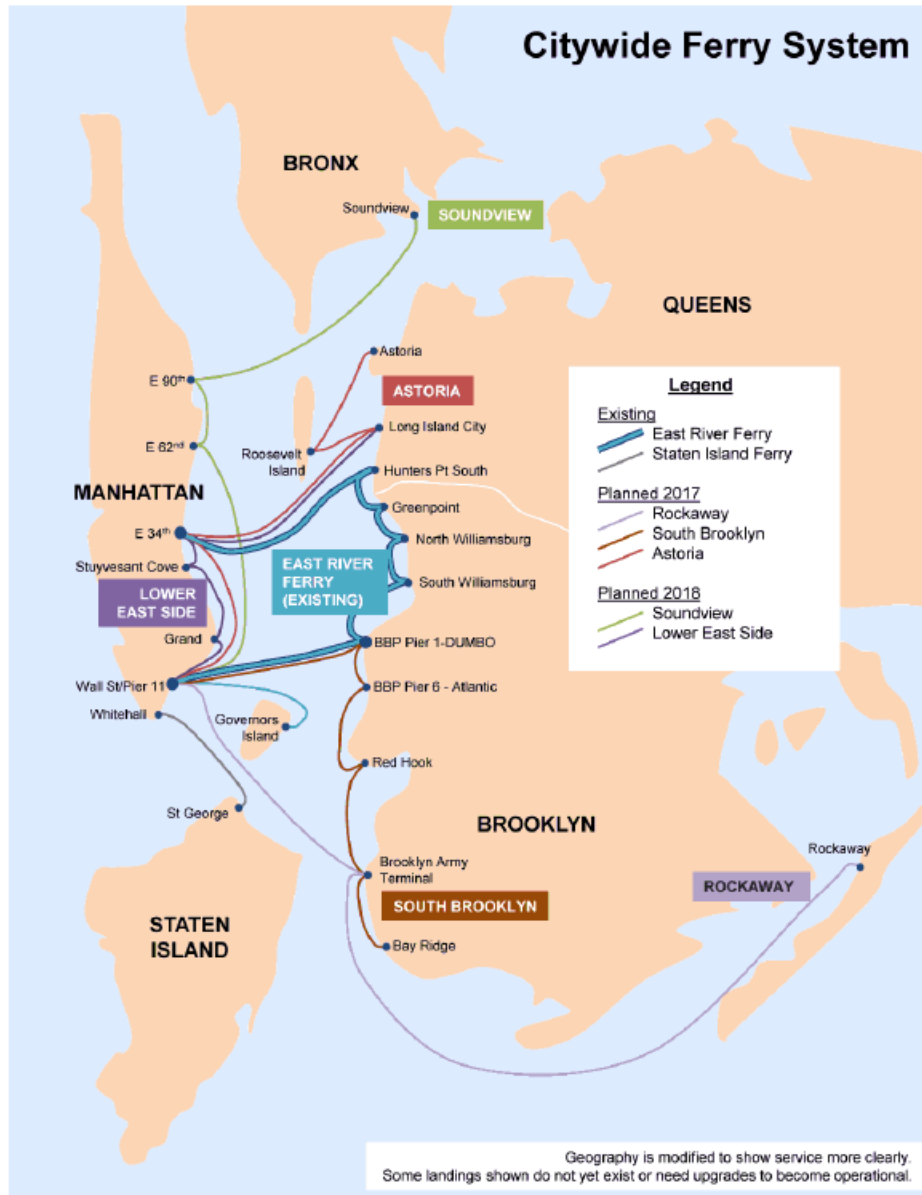 Citywide Ferry System
BRONX
Soundview
SOUNDVIEW
QUEENS
Astoria
E 90th
ASTORIA
Legend
Existing
East River Ferry
Staten Island Ferry
Planned 2017
Rockaway
South Brooklyn
Astoria
Planned 2018
Soundview
Lower East Side
Long Island City
E 62nd
Roosevelt
Island
Hunters Pt South
MANHATTAN
Greenpoint
E 34th
North Williamsburg
Stuyvesant Cove
EAST RIVER
FERRY
(EXISTING)
South Williamsburg
LOWER
EAST SIDE
Grand
BBP Pier 1-DUMBO
Wall St/Pier 11
BBP Pier 6 - Atlantic
Whitehall
Governors
Island
Red Hook
St George
BROOKLYN
Rockaway
Brooklyn Army
Terminal
ROCKAWAY
SOUTH BROOKLYN
STATEN
ISLAND
Bay Ridge
Geography is modified to show service more clearly.
Some landings shown do not yet exist or need upgrades to become operational.